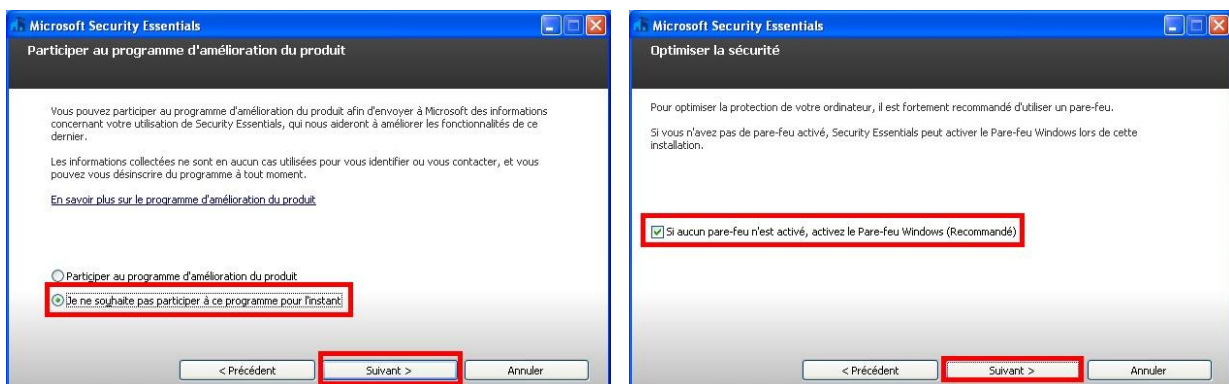 Microsoft Security Essentials
Participer au programme d'amélioration du produit
Vous pouvez participer au programme d'amélioration du produit afin d'envoyer à Microsoft des informations
concernant votre utilisation de Security Essentials, qui nous aideront à améliorer les fonctionnalités de ce
dernier.
Les informations collectées ne sont en aucun cas utilisées pour vous identifier ou vous contacter, et vous
pouvez vous désinscrire du programme à tout moment.
En savoir plus sur le programme d'amélioration du produit
Participer au programme d'amélioration du produit
Je ne souhaite pas participer à ce programme pour l'instant
< Précédent
Suivant >
Annuler
Microsoft Security Essentials
Optimiser la sécurité
Pour optimiser la protection de votre ordinateur, il est fortement recommandé d'utiliser un pare-feu.
Si vous n'avez pas de pare-feu activé, Security Essentials peut activer le Pare-feu Windows lors de cette
installation.
Si aucun pare-feu n'est activé, activez le Pare-feu Windows (Recommandé)
< Précédent
Suivant >
Annuler